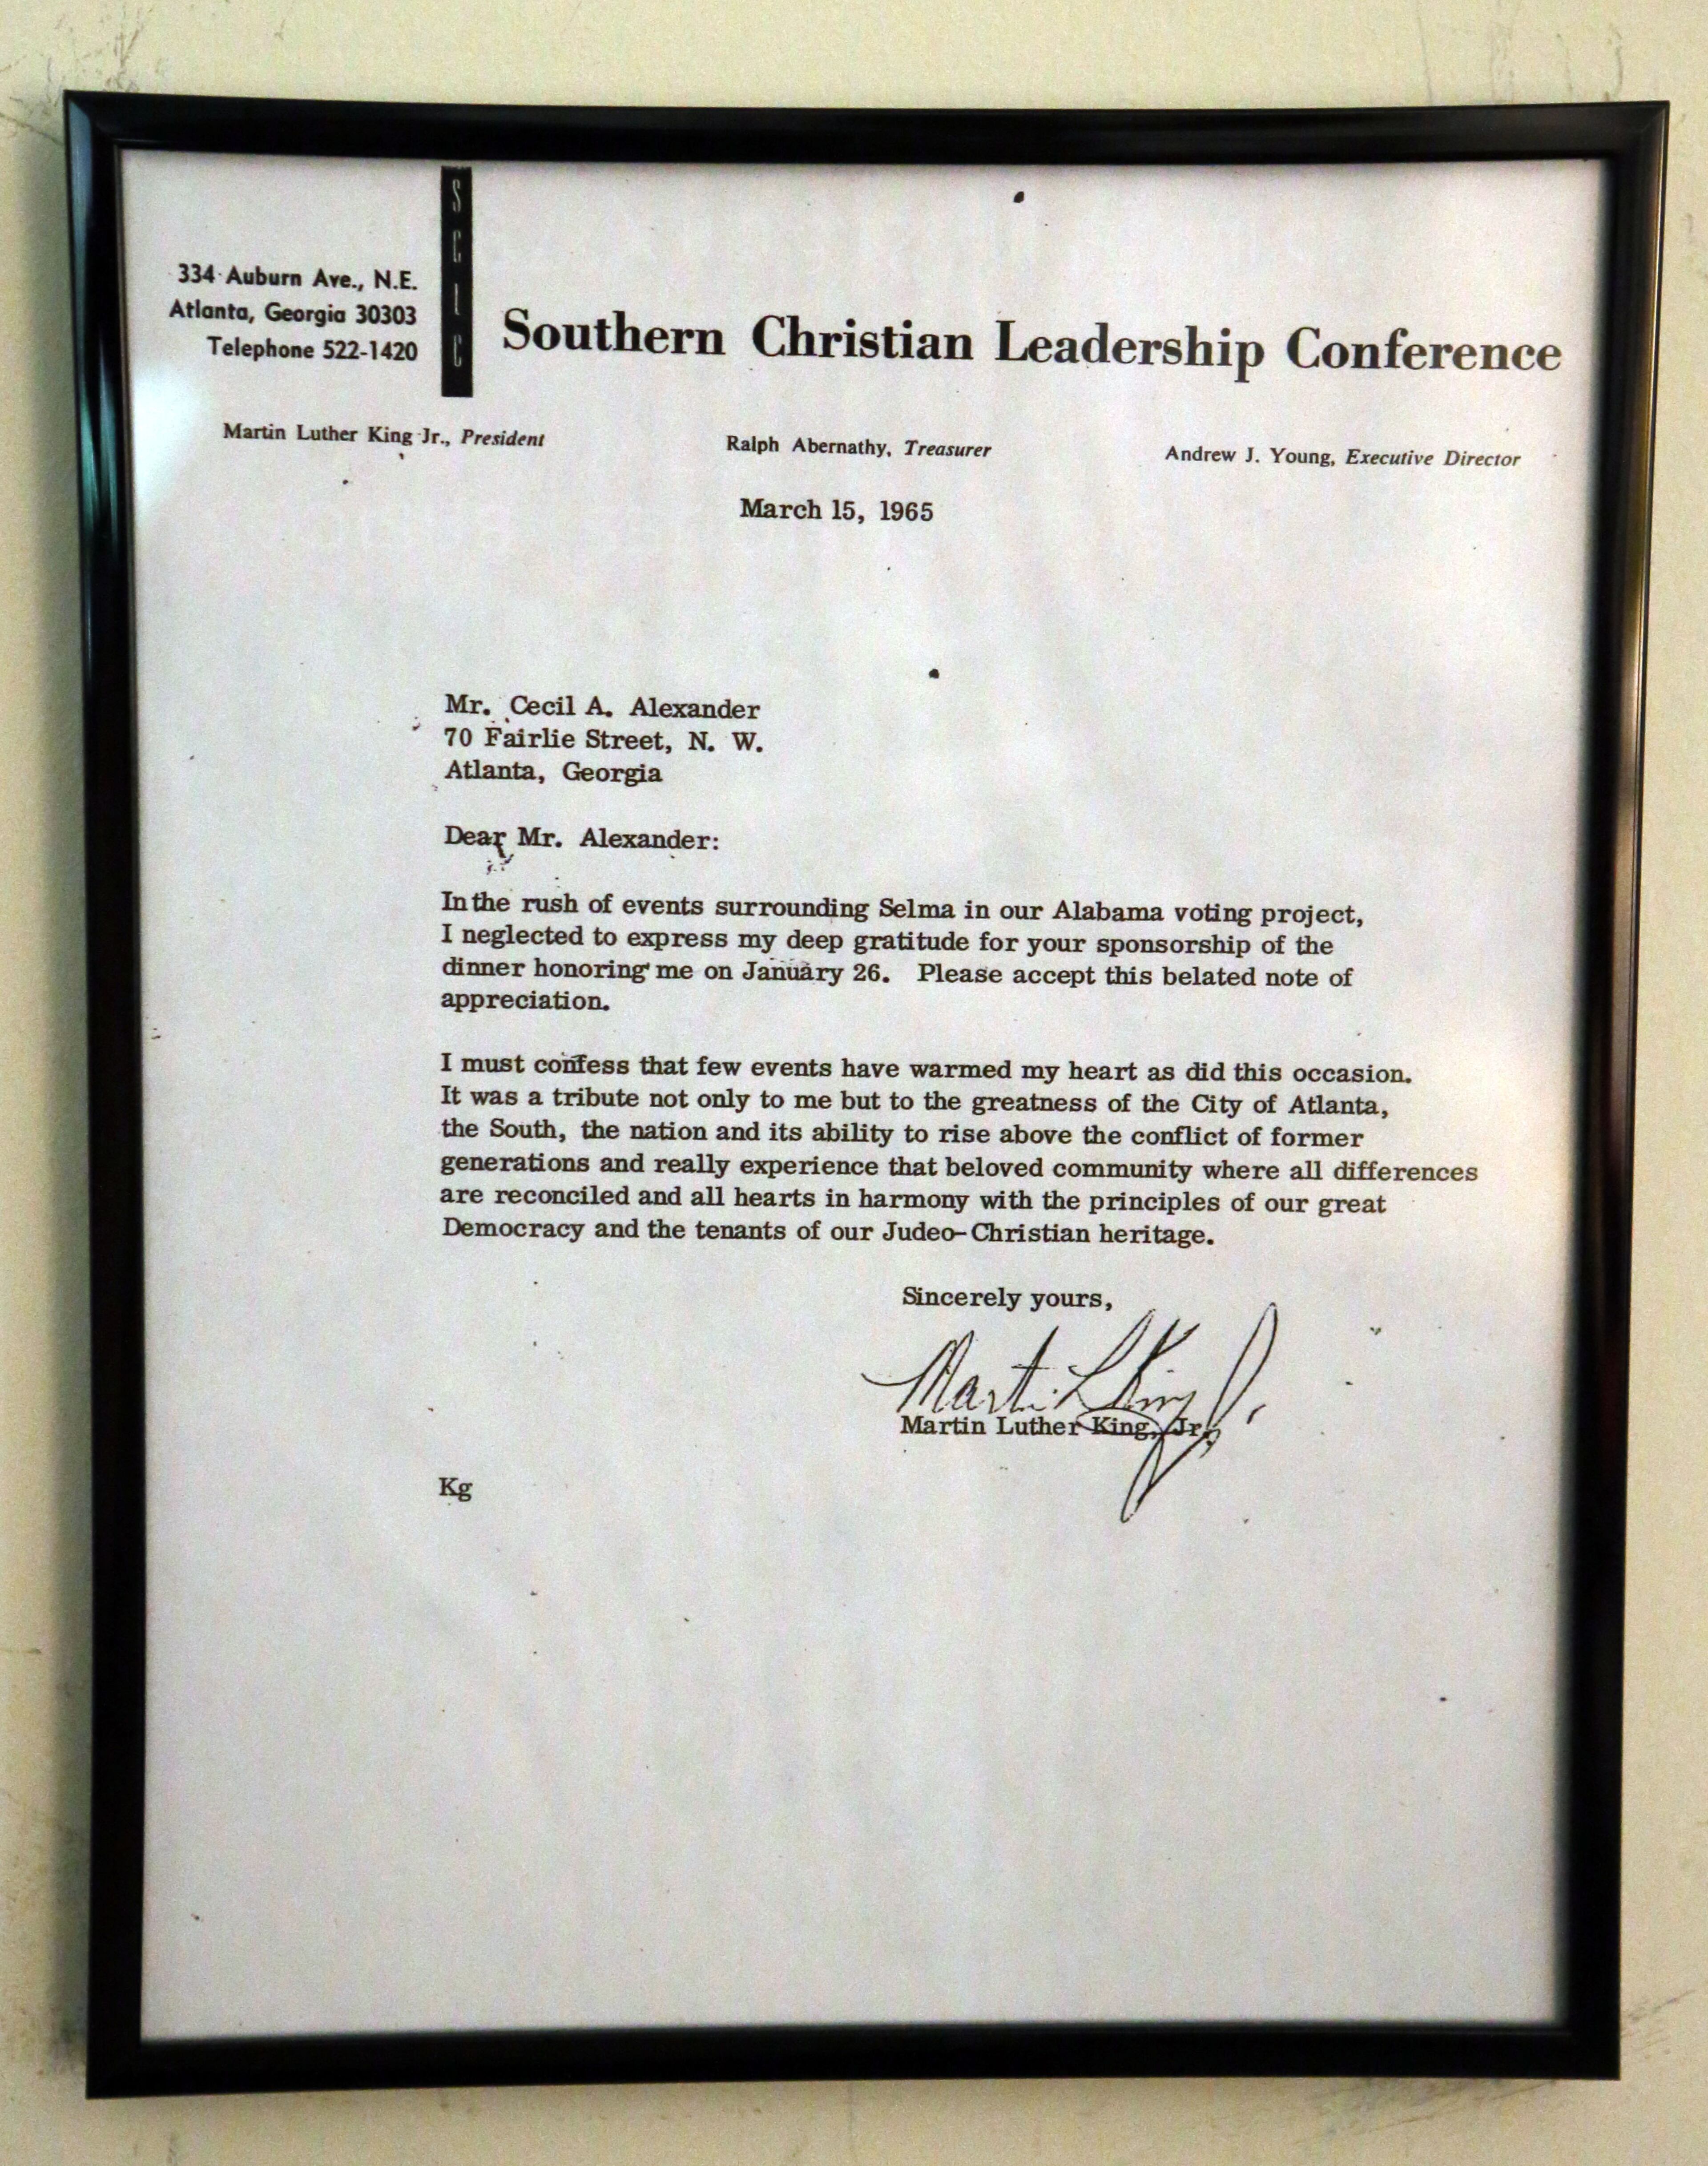 SCLC
334 Auburn Ave., N.E.
Atlanta, Georgia 30303
Telephone 522-1420
Southern Christian Leadership Conference
Martin Luther King Jr., President
Ralph Abernathy, Treasurer
Andrew J. Young, Executive Director
March 15, 1965
Mr. Cecil A. Alexander
70 Fairlie Street, N. W.
Atlanta, Georgia
Dear Mr. Alexander:
In the rush of events surrounding Selma in our Alabama voting project,
I neglected to express my deep gratitude for your sponsorship of the
dinner honoring me on January 26. Please accept this belated note of
appreciation.
I must confess that few events have warmed my heart as did this occasion.
It was a tribute not only to me but to the greatness of the City of Atlanta,
the South, the nation and its ability to rise above the conflict of former
generations and really experience that beloved community where all differences
are reconciled and all hearts in harmony with the principles of our great
Democracy and the tenants of our Judeo-Christian heritage.
Sincerely yours,
Martin L King Jr.
Martin Luther King, Jr.
Kg